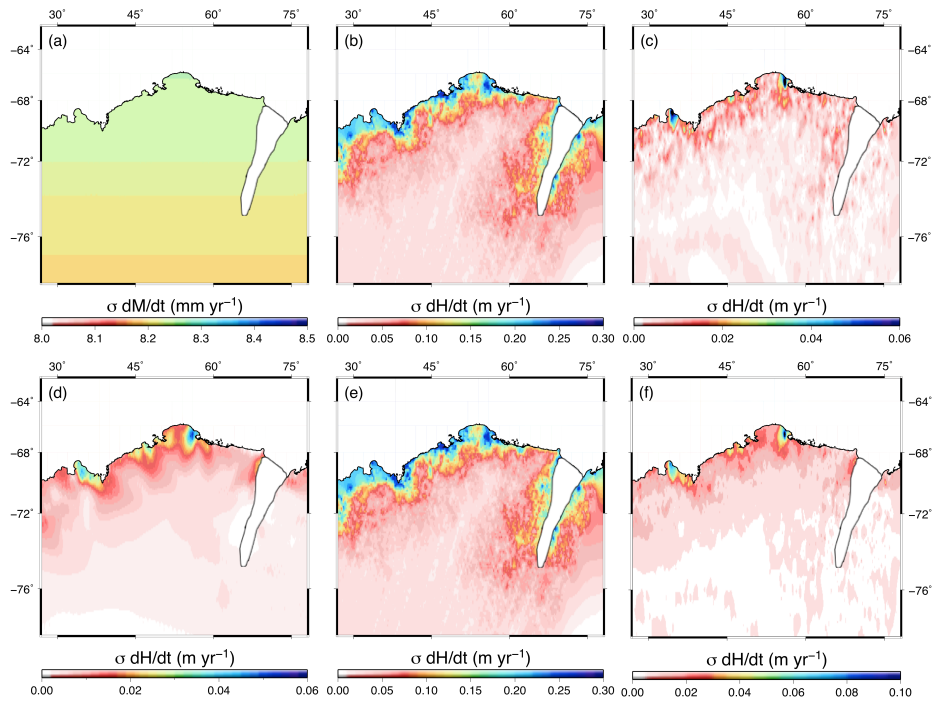 30° 45° 60° 75° 30° 45° 60° 75° 30° 45° 60° 75°
(a) (b) (c)
−64° −64°
−68° −68°
−72° −72°
−76° −76°
σ dM/dt (mm yr⁻¹) σ dH/dt (m yr⁻¹) σ dH/dt (m yr⁻¹)
8.0 8.1 8.2 8.3 8.4 8.5 0.00 0.05 0.10 0.15 0.20 0.25 0.30 0.00 0.02 0.04 0.06
30° 45° 60° 75° 30° 45° 60° 75° 30° 45° 60° 75°
(d) (e) (f)
−64° −64°
−68° −68°
−72° −72°
−76° −76°
σ dH/dt (m yr⁻¹) σ dH/dt (m yr⁻¹) σ dH/dt (m yr⁻¹)
0.00 0.02 0.04 0.06 0.00 0.05 0.10 0.15 0.20 0.25 0.30 0.00 0.02 0.04 0.06 0.08 0.10